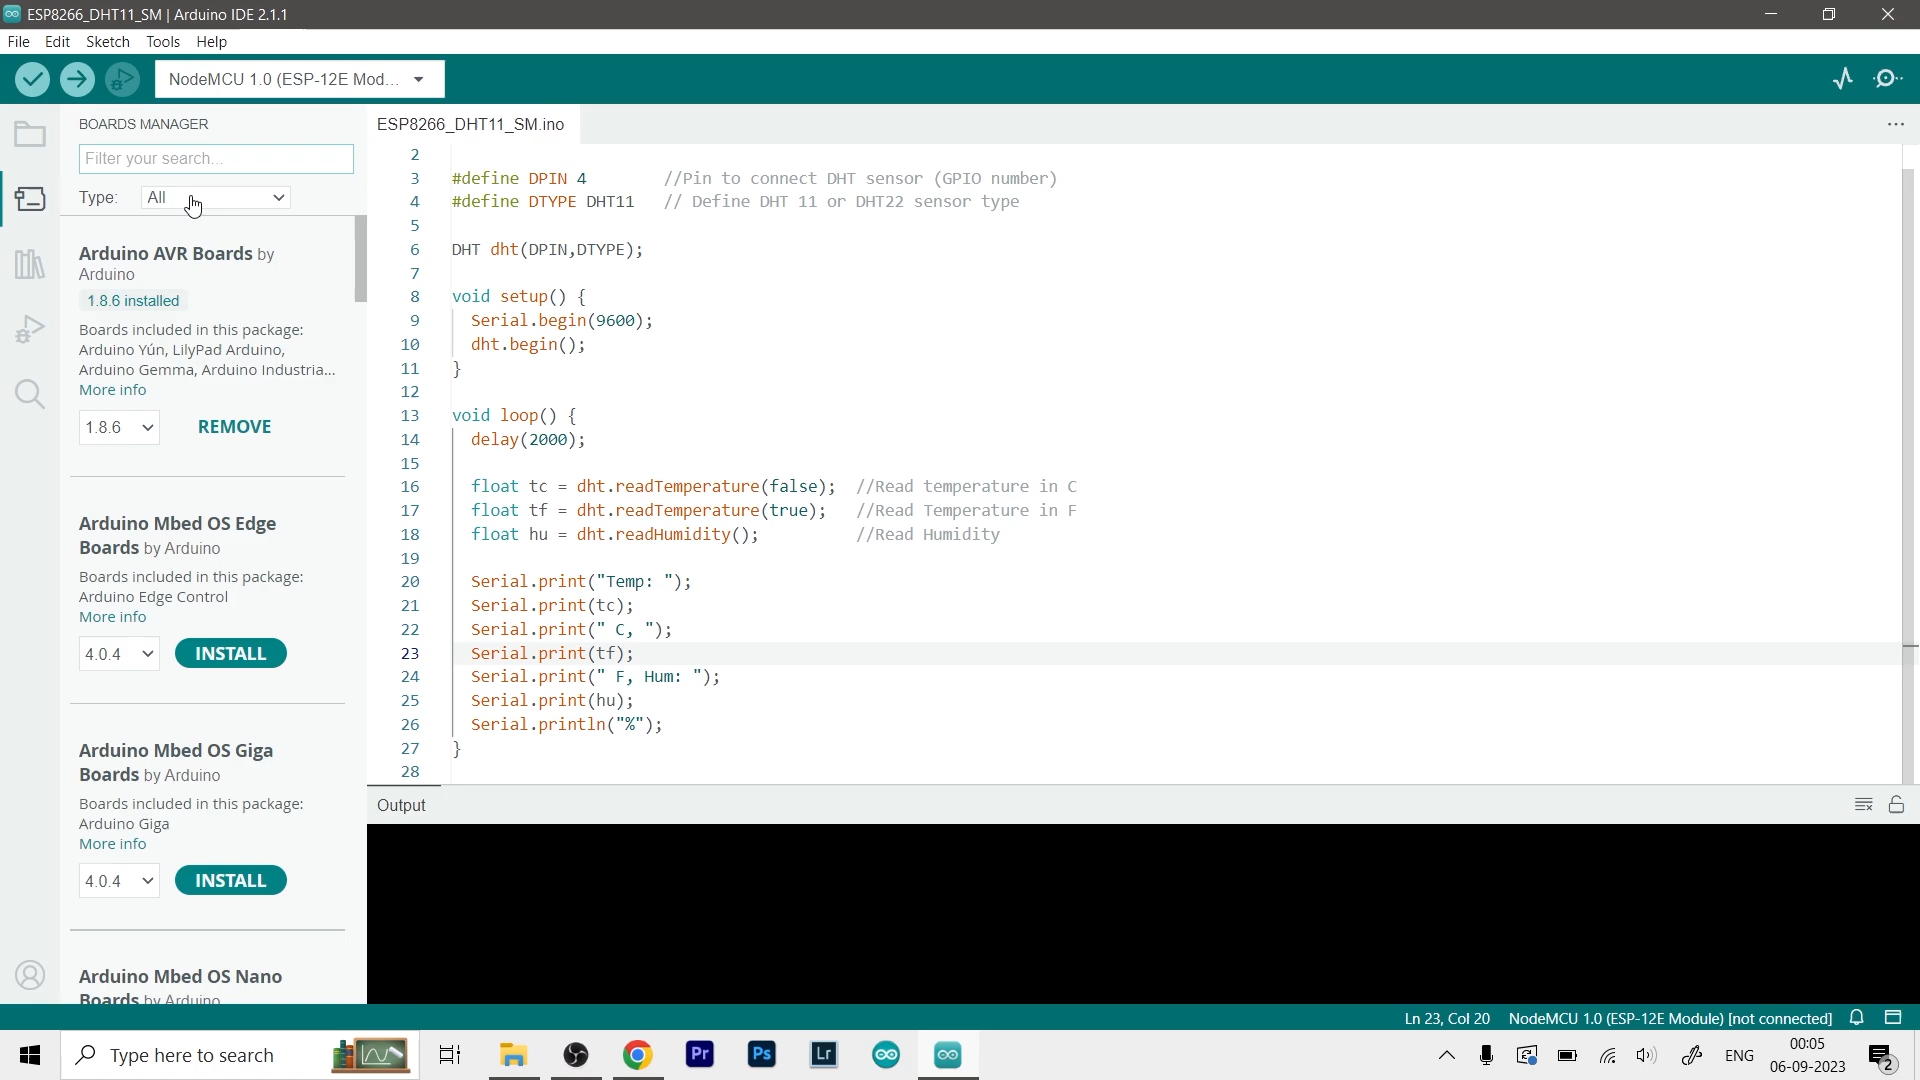 ESP8266_DHT11_SM | Arduino IDE 2.1.1
File Edit Sketch Tools Help
NodeMCU 1.0 (ESP-12E Mod...
BOARDS MANAGER
Filter your search...
Type: All
Arduino AVR Boards by
Arduino
1.8.6 installed
Boards included in this package:
Arduino Yún, LilyPad Arduino,
Arduino Gemma, Arduino Industria...
More info
1.8.6 REMOVE
Arduino Mbed OS Edge
Boards by Arduino
Boards included in this package:
Arduino Edge Control
More info
4.0.4 INSTALL
Arduino Mbed OS Giga
Boards by Arduino
Boards included in this package:
Arduino Giga
More info
4.0.4 INSTALL
Arduino Mbed OS Nano
Boards by Arduino
ESP8266_DHT11_SM.ino
2
3 #define DPIN 4 //Pin to connect DHT sensor (GPIO number)
4 #define DTYPE DHT11 // Define DHT 11 or DHT22 sensor type
5
6 DHT dht(DPIN,DTYPE);
7
8 void setup() {
9 Serial.begin(9600);
10 dht.begin();
11 }
12
13 void loop() {
14 delay(2000);
15
16 float tc = dht.readTemperature(false); //Read temperature in C
17 float tf = dht.readTemperature(true); //Read Temperature in F
18 float hu = dht.readHumidity(); //Read Humidity
19
20 Serial.print("Temp: ");
21 Serial.print(tc);
22 Serial.print(" C, ");
23 Serial.print(tf);
24 Serial.print(" F, Hum: ");
25 Serial.print(hu);
26 Serial.println("%");
27 }
28
Output
Ln 23, Col 20 NodeMCU 1.0 (ESP-12E Module) [not connected]
Type here to search
Pr Ps Lr
ENG
00:05
06-09-2023
2